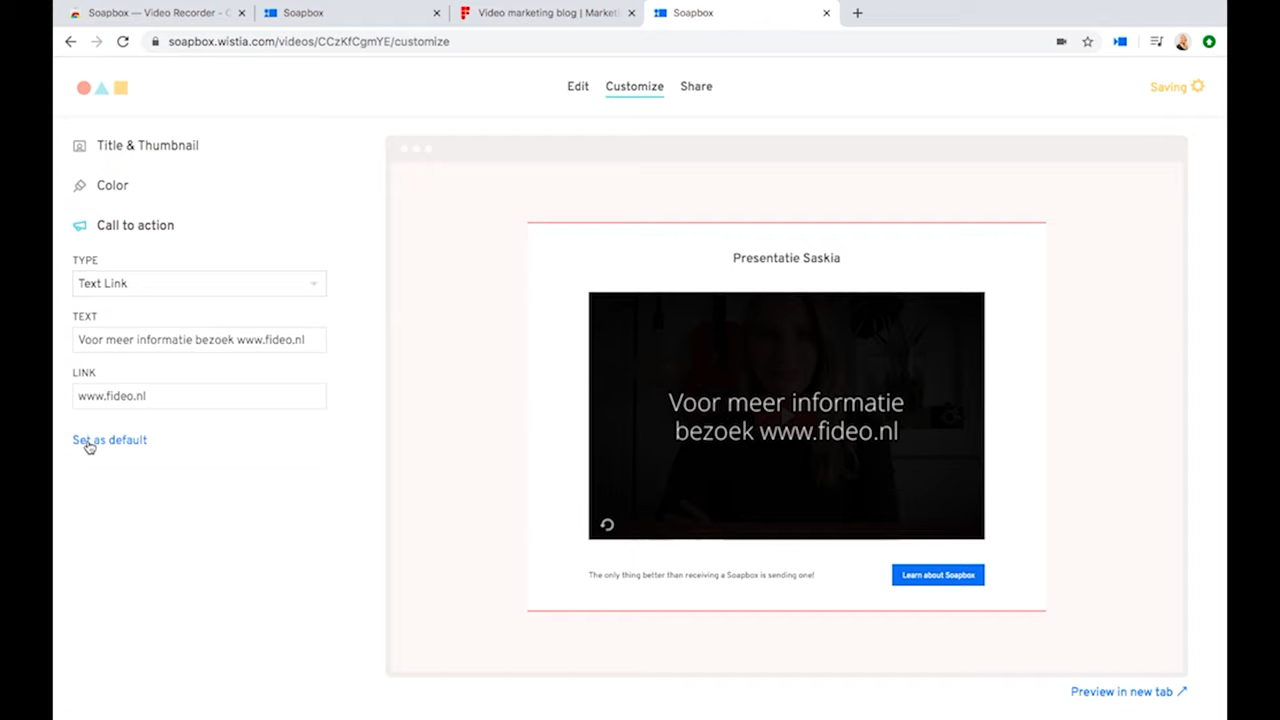 Soapbox — Video Recorder - C
Soapbox
Video marketing blog | Market
Soapbox
soapbox.wistia.com/videos/CCzKfCgmYE/customize
Edit
Customize
Share
Saving
Title & Thumbnail
Color
Call to action
TYPE
Text Link
TEXT
Voor meer informatie bezoek www.fideo.nl
LINK
www.fideo.nl
Set as default
Presentatie Saskia
Voor meer informatie
bezoek www.fideo.nl
The only thing better than receiving a Soapbox is sending one!
Learn about Soapbox
Preview in new tab